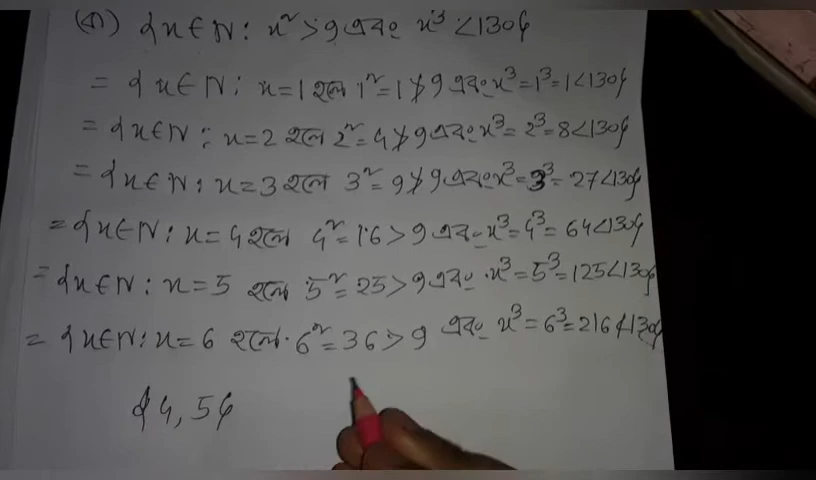 (ক) {x∈N: x² > 9 এবং x³ < 130}
= {x∈N: x=1 হলে 1² = 1 ≯ 9 এবং x³ = 1³ = 1 < 130}
= {x∈N: x=2 হলে 2² = 4 ≯ 9 এবং x³ = 2³ = 8 < 130}
= {x∈N: x=3 হলে 3² = 9 ≯ 9 এবং x³ = 3³ = 27 < 130}
= {x∈N: x=4 হলে 4² = 16 > 9 এবং x³ = 4³ = 64 < 130}
= {x∈N: x=5 হলে 5² = 25 > 9 এবং x³ = 5³ = 125 < 130}
= {x∈N: x=6 হলে 6² = 36 > 9 এবং x³ = 6³ = 216 ≮ 130}
{4, 5}